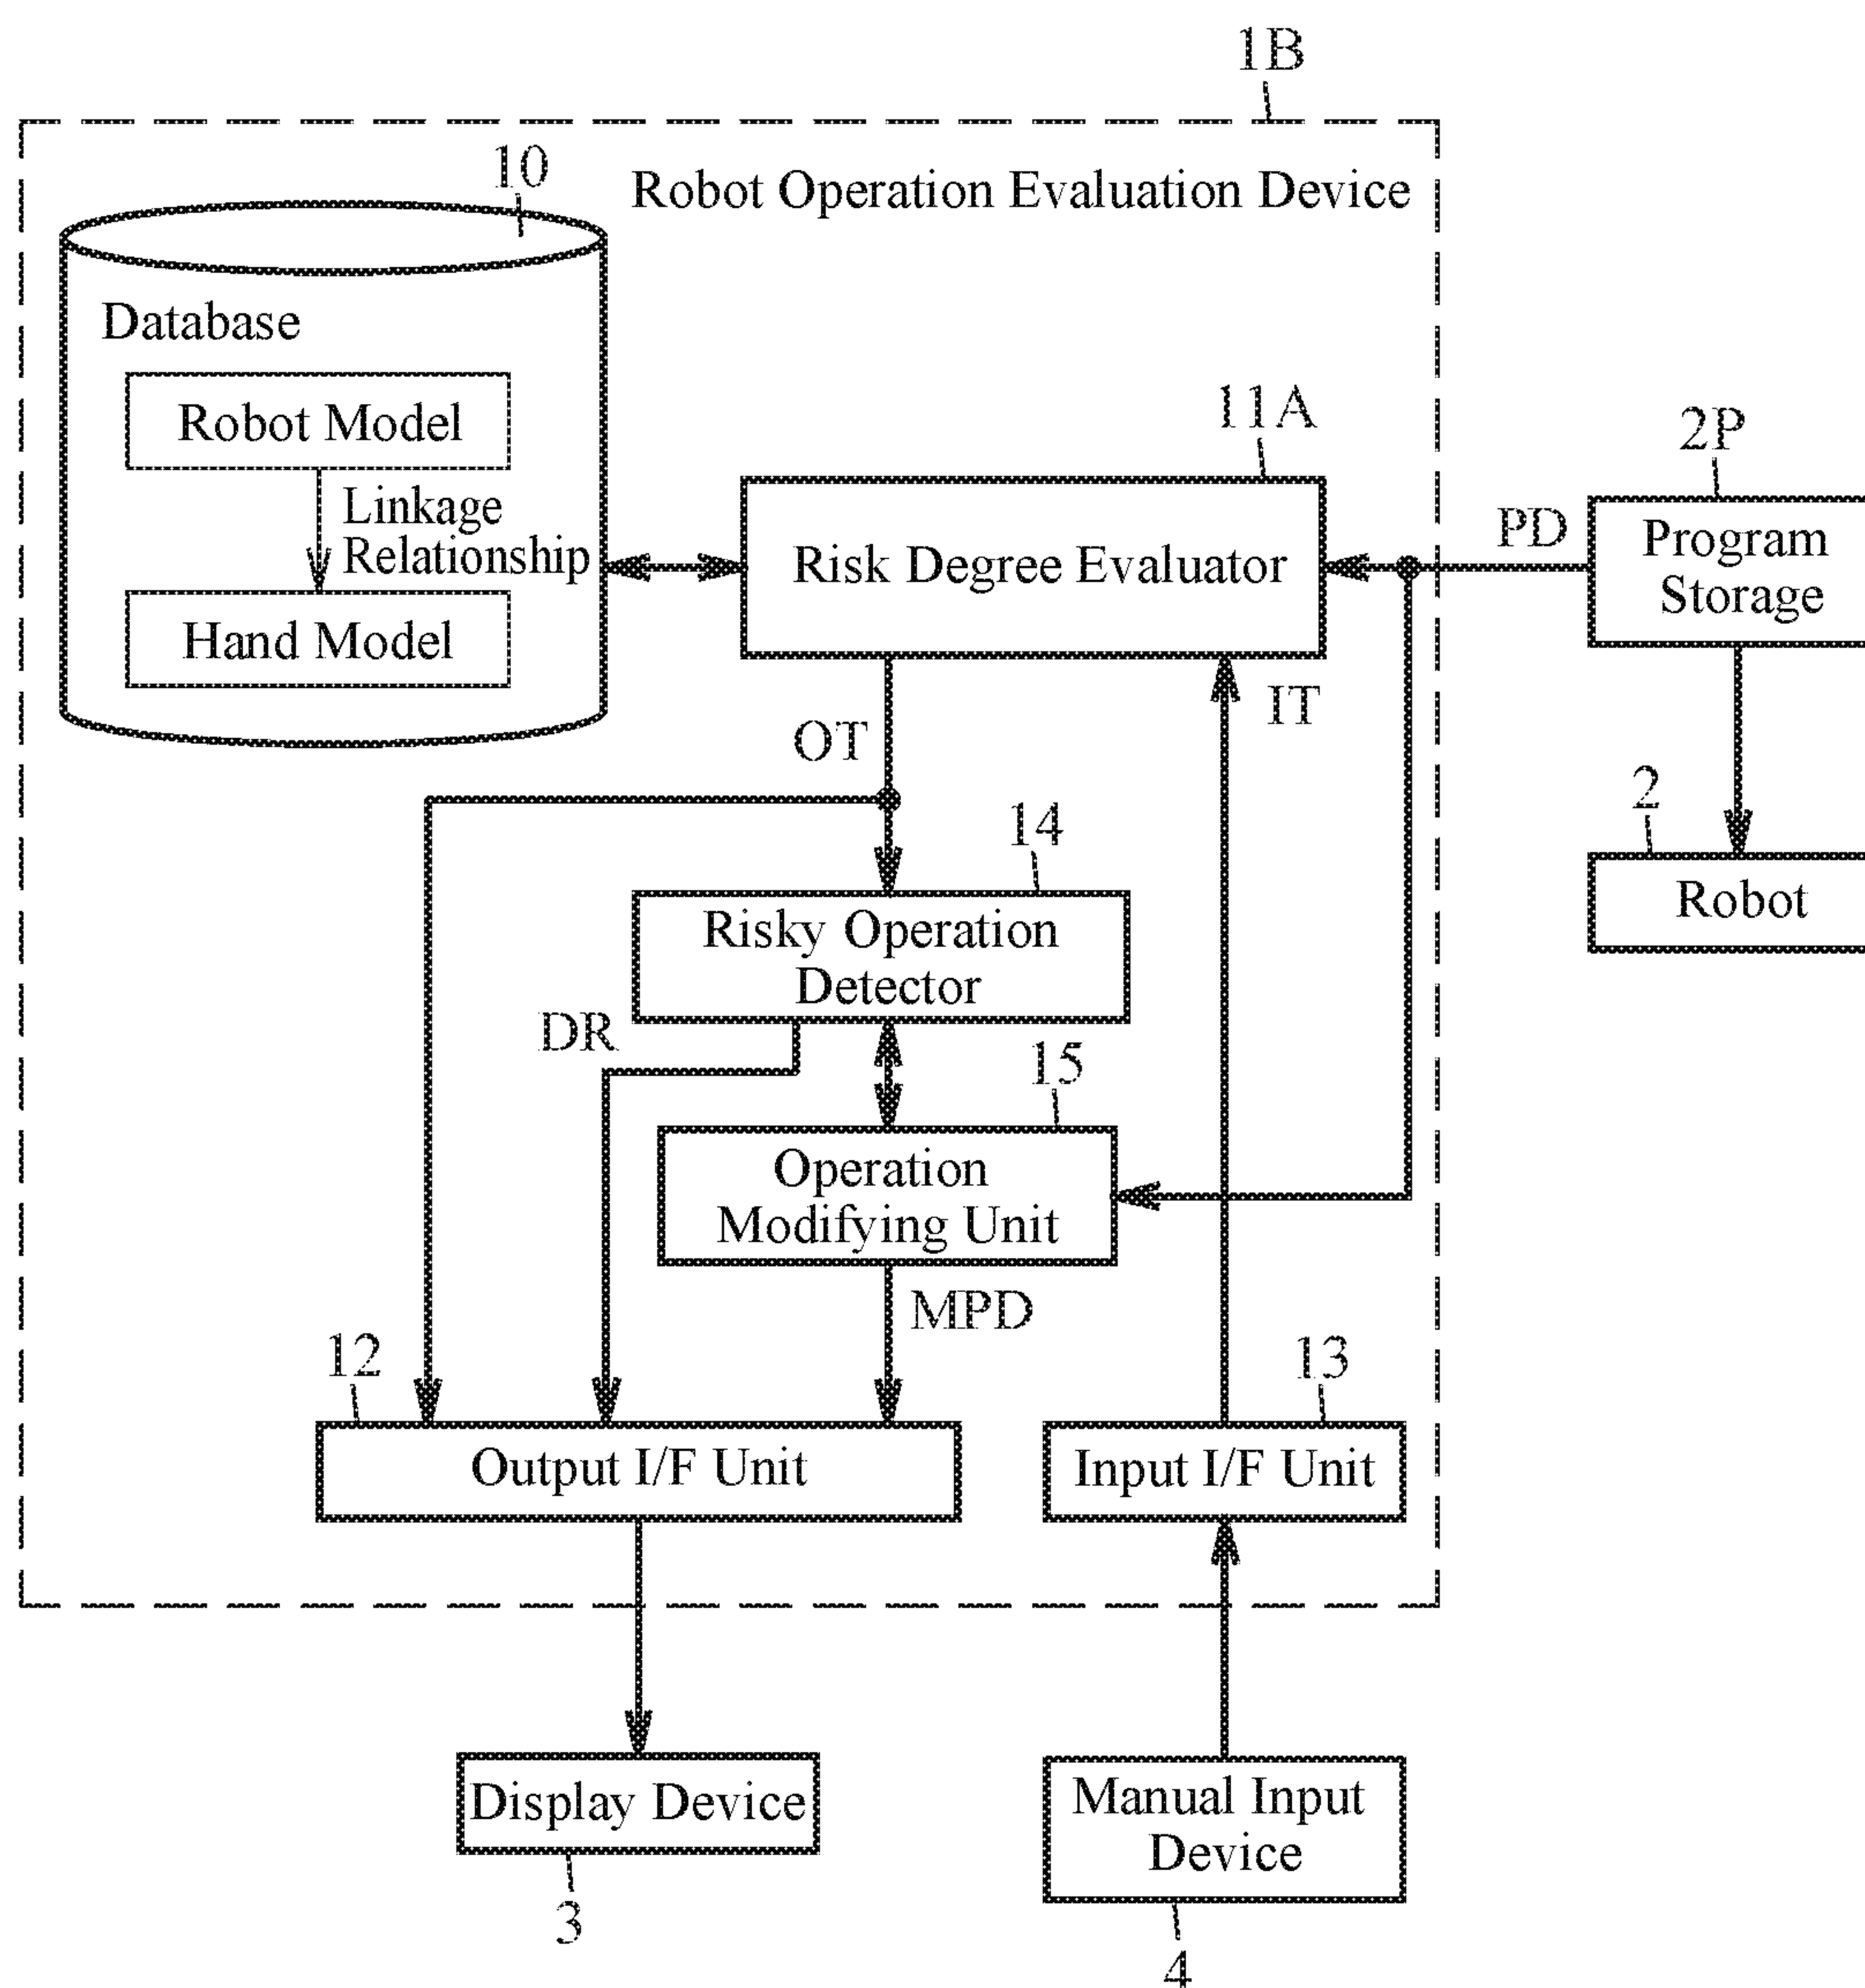 1B
10
Robot Operation Evaluation Device
Database
Robot Model
Linkage
Relationship
Hand Model
11A
Risk Degree Evaluator
PD
2P
Program
Storage
OT
IT
2
Robot
14
Risky Operation
Detector
DR
15
Operation
Modifying Unit
MPD
12
Output I/F Unit
13
Input I/F Unit
Display Device
3
Manual Input
Device
4